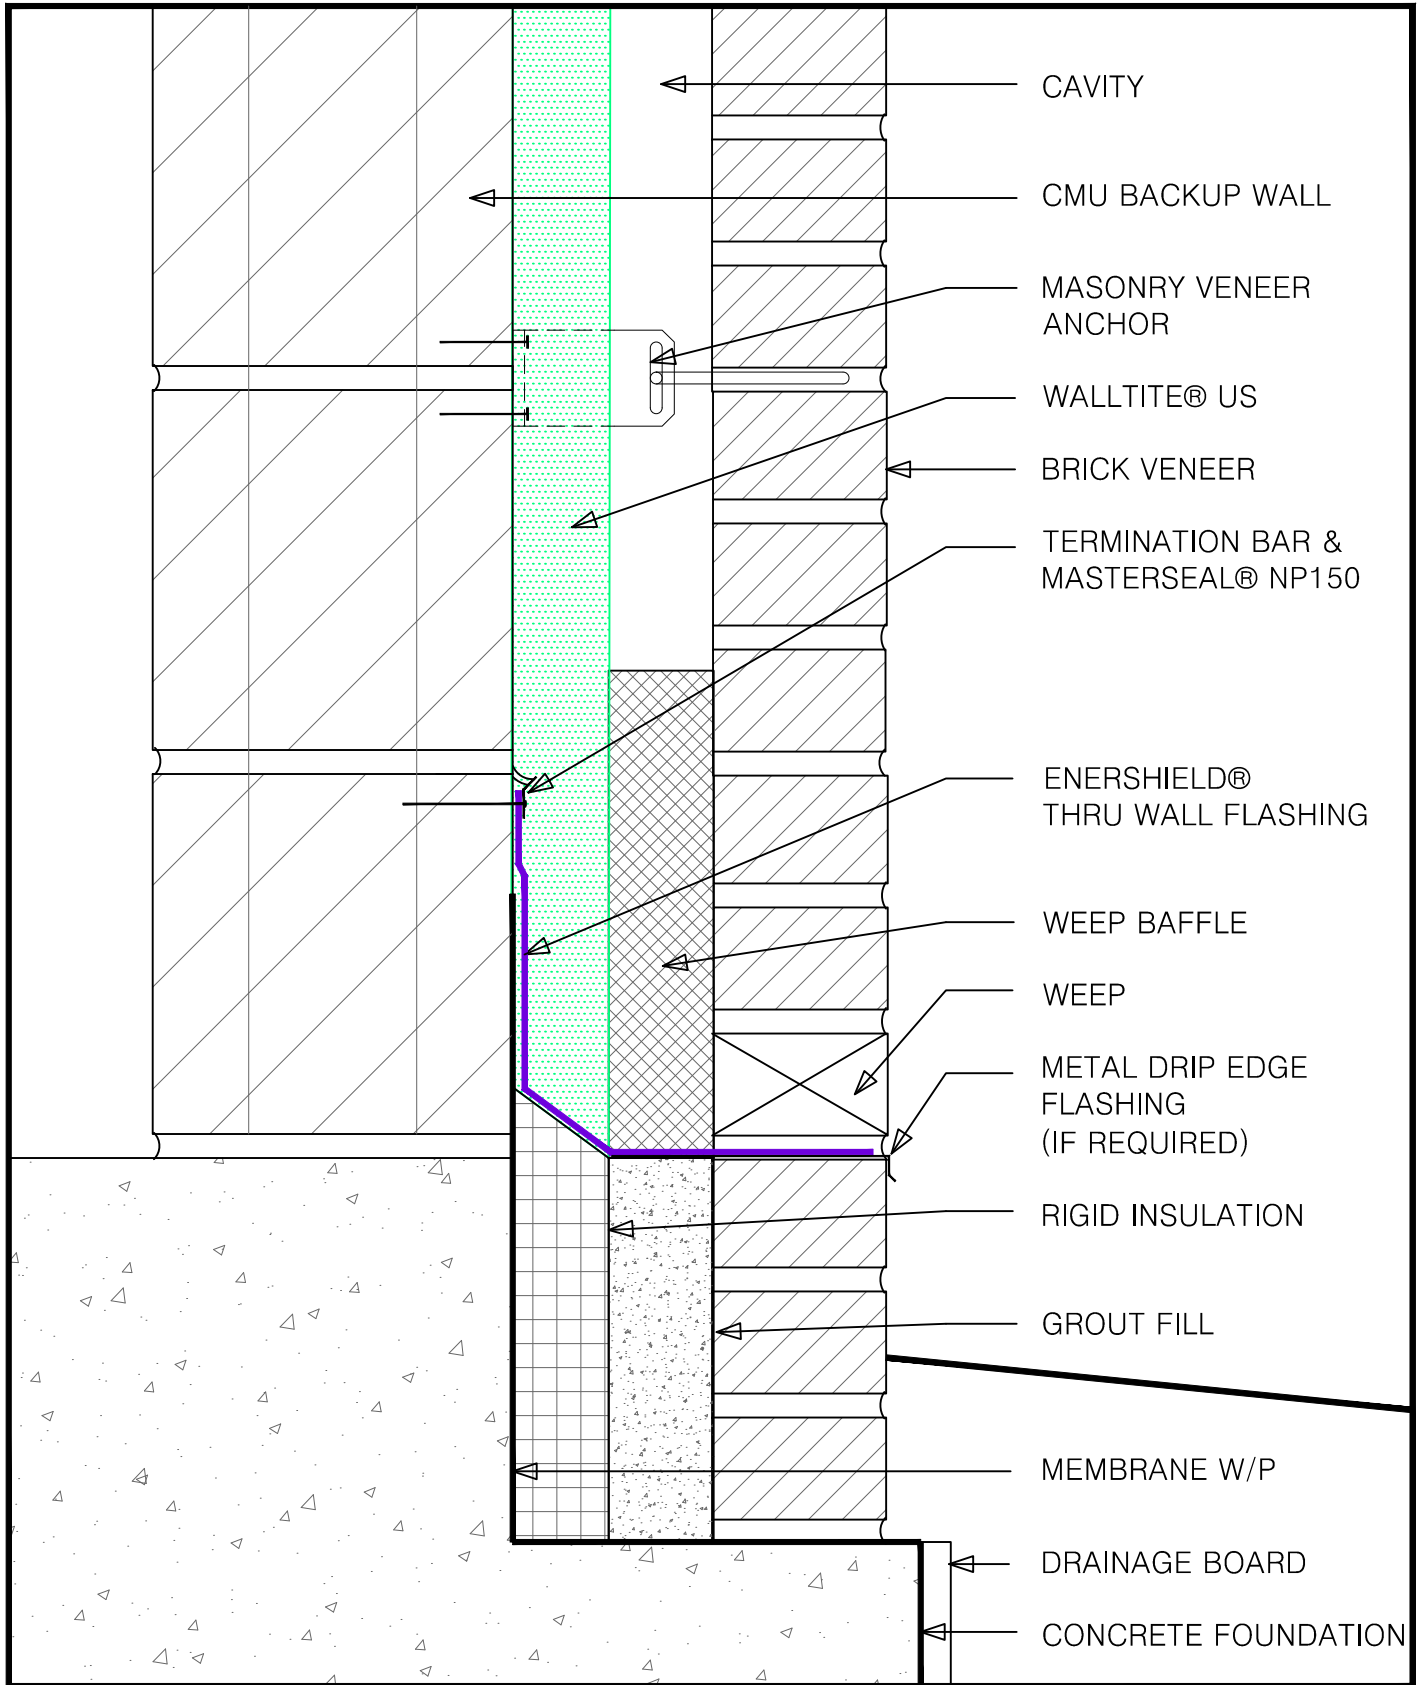 CAVITY
CMU BACKUP WALL
MASONRY VENEER
ANCHOR
WALLTITE® US
BRICK VENEER
TERMINATION BAR &
MASTERSEAL® NP150
ENERSHIELD®
THRU WALL FLASHING
WEEP BAFFLE
WEEP
METAL DRIP EDGE
FLASHING
(IF REQUIRED)
RIGID INSULATION
GROUT FILL
MEMBRANE W/P
DRAINAGE BOARD
CONCRETE FOUNDATION